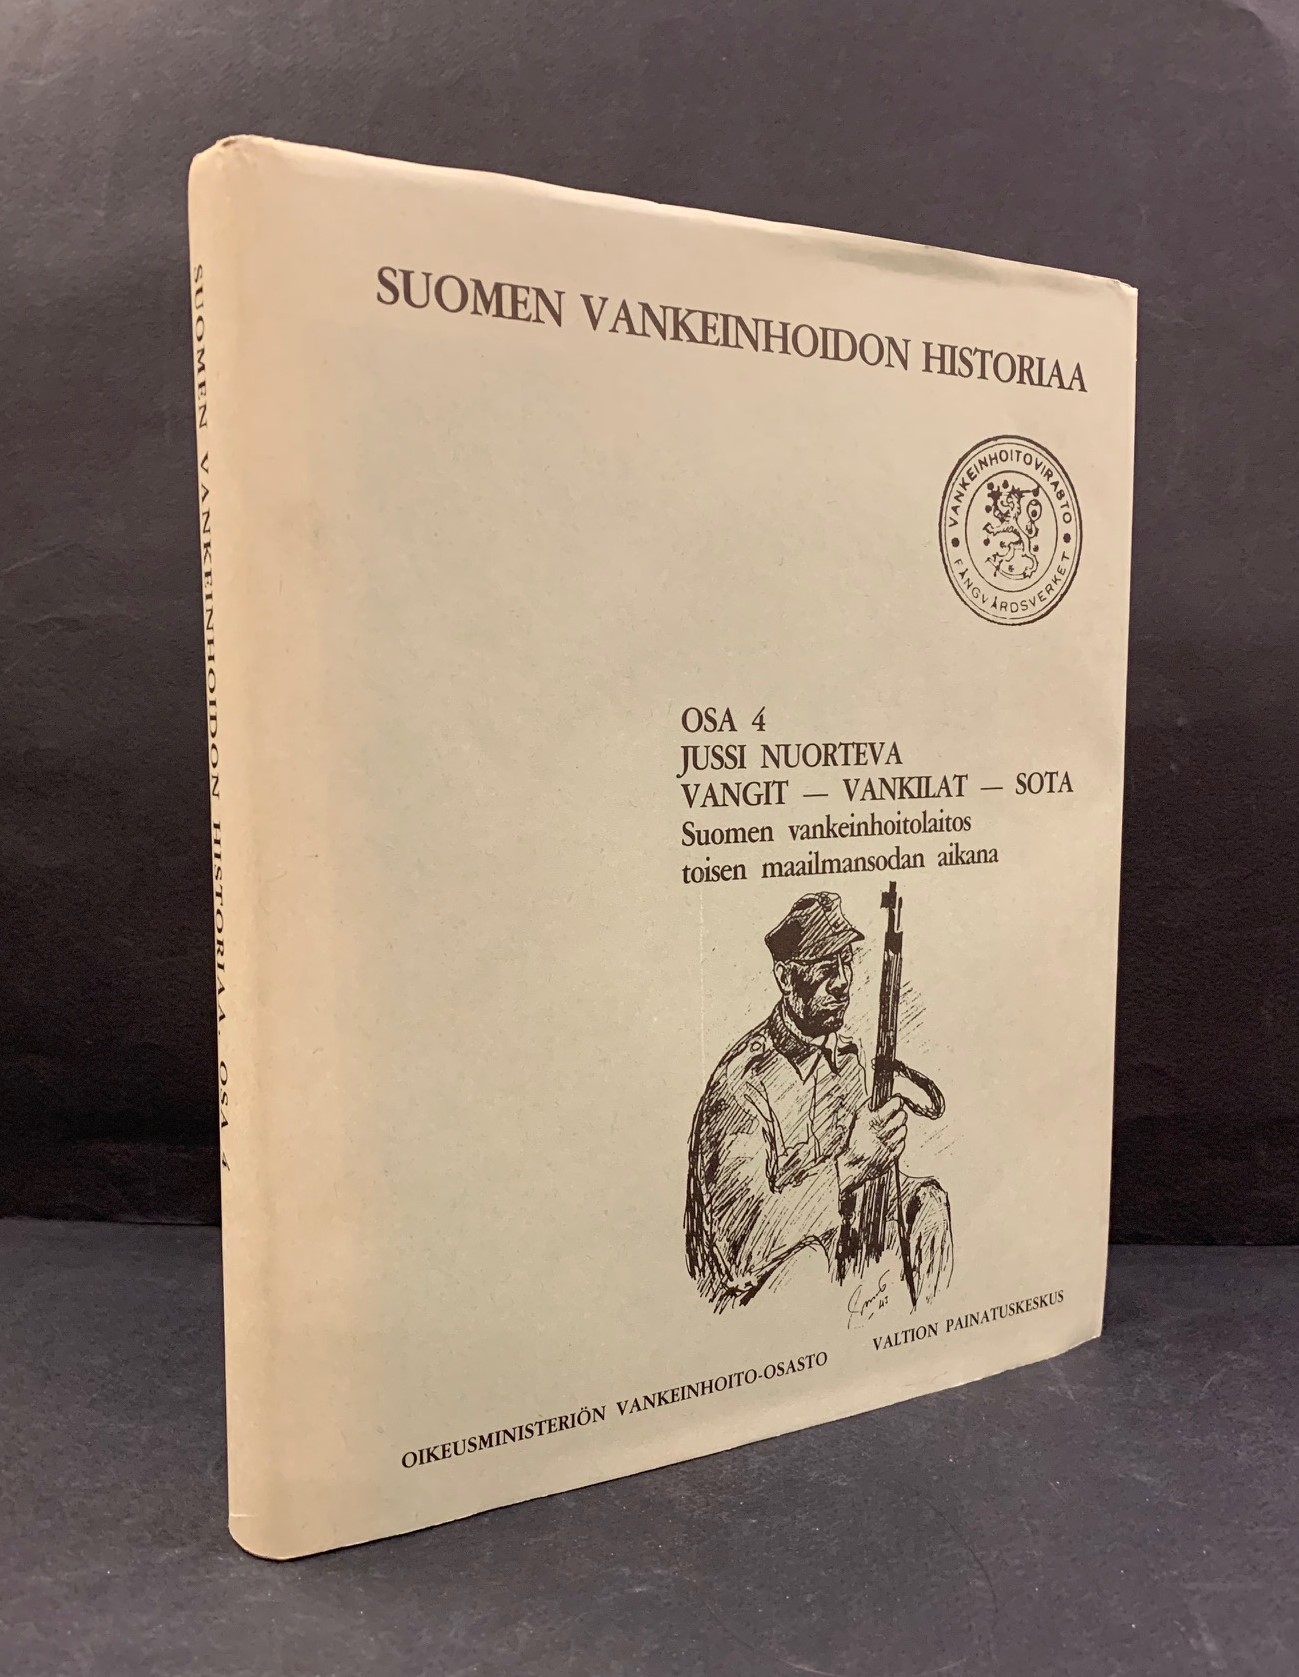 SUOMEN VANKEINHOIDON HISTORIAA. OSA 4
SUOMEN VANKEINHOIDON HISTORIAA
VANKEINHOITOVIRASTO
FÅNGVÅRDSVERKET
OSA 4
JUSSI NUORTEVA
VANGIT — VANKILAT — SOTA
Suomen vankeinhoitolaitos
toisen maailmansodan aikana
OIKEUSMINISTERIÖN VANKEINHOITO-OSASTO
VALTION PAINATUSKESKUS